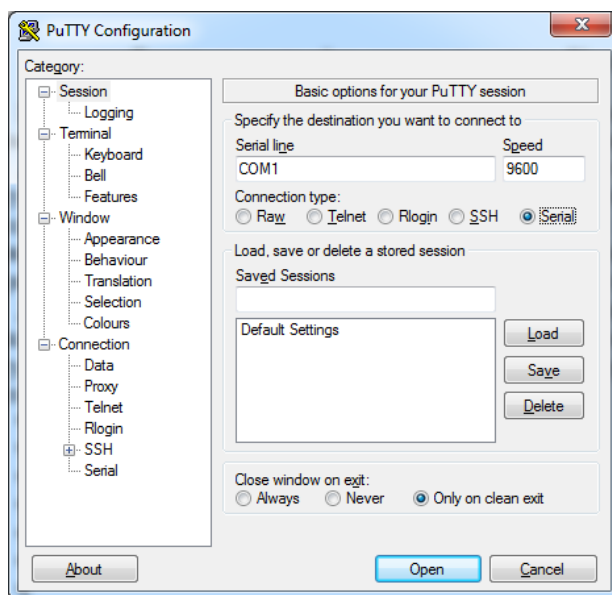 PuTTY Configuration
Category:
Session
Logging
Terminal
Keyboard
Bell
Features
Window
Appearance
Behaviour
Translation
Selection
Colours
Connection
Data
Proxy
Telnet
Rlogin
SSH
Serial
About
Basic options for your PuTTY session
Specify the destination you want to connect to
Serial line Speed
COM1 9600
Connection type:
Raw Telnet Rlogin SSH Serial
Load, save or delete a stored session
Saved Sessions
Default Settings
Load
Save
Delete
Close window on exit:
Always Never Only on clean exit
Open Cancel